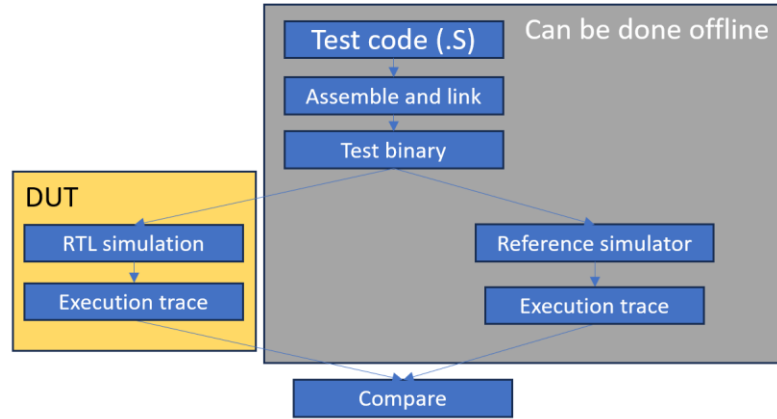 Test code (.S)
Can be done offline
Assemble and link
Test binary
DUT
RTL simulation
Reference simulator
Execution trace
Execution trace
Compare